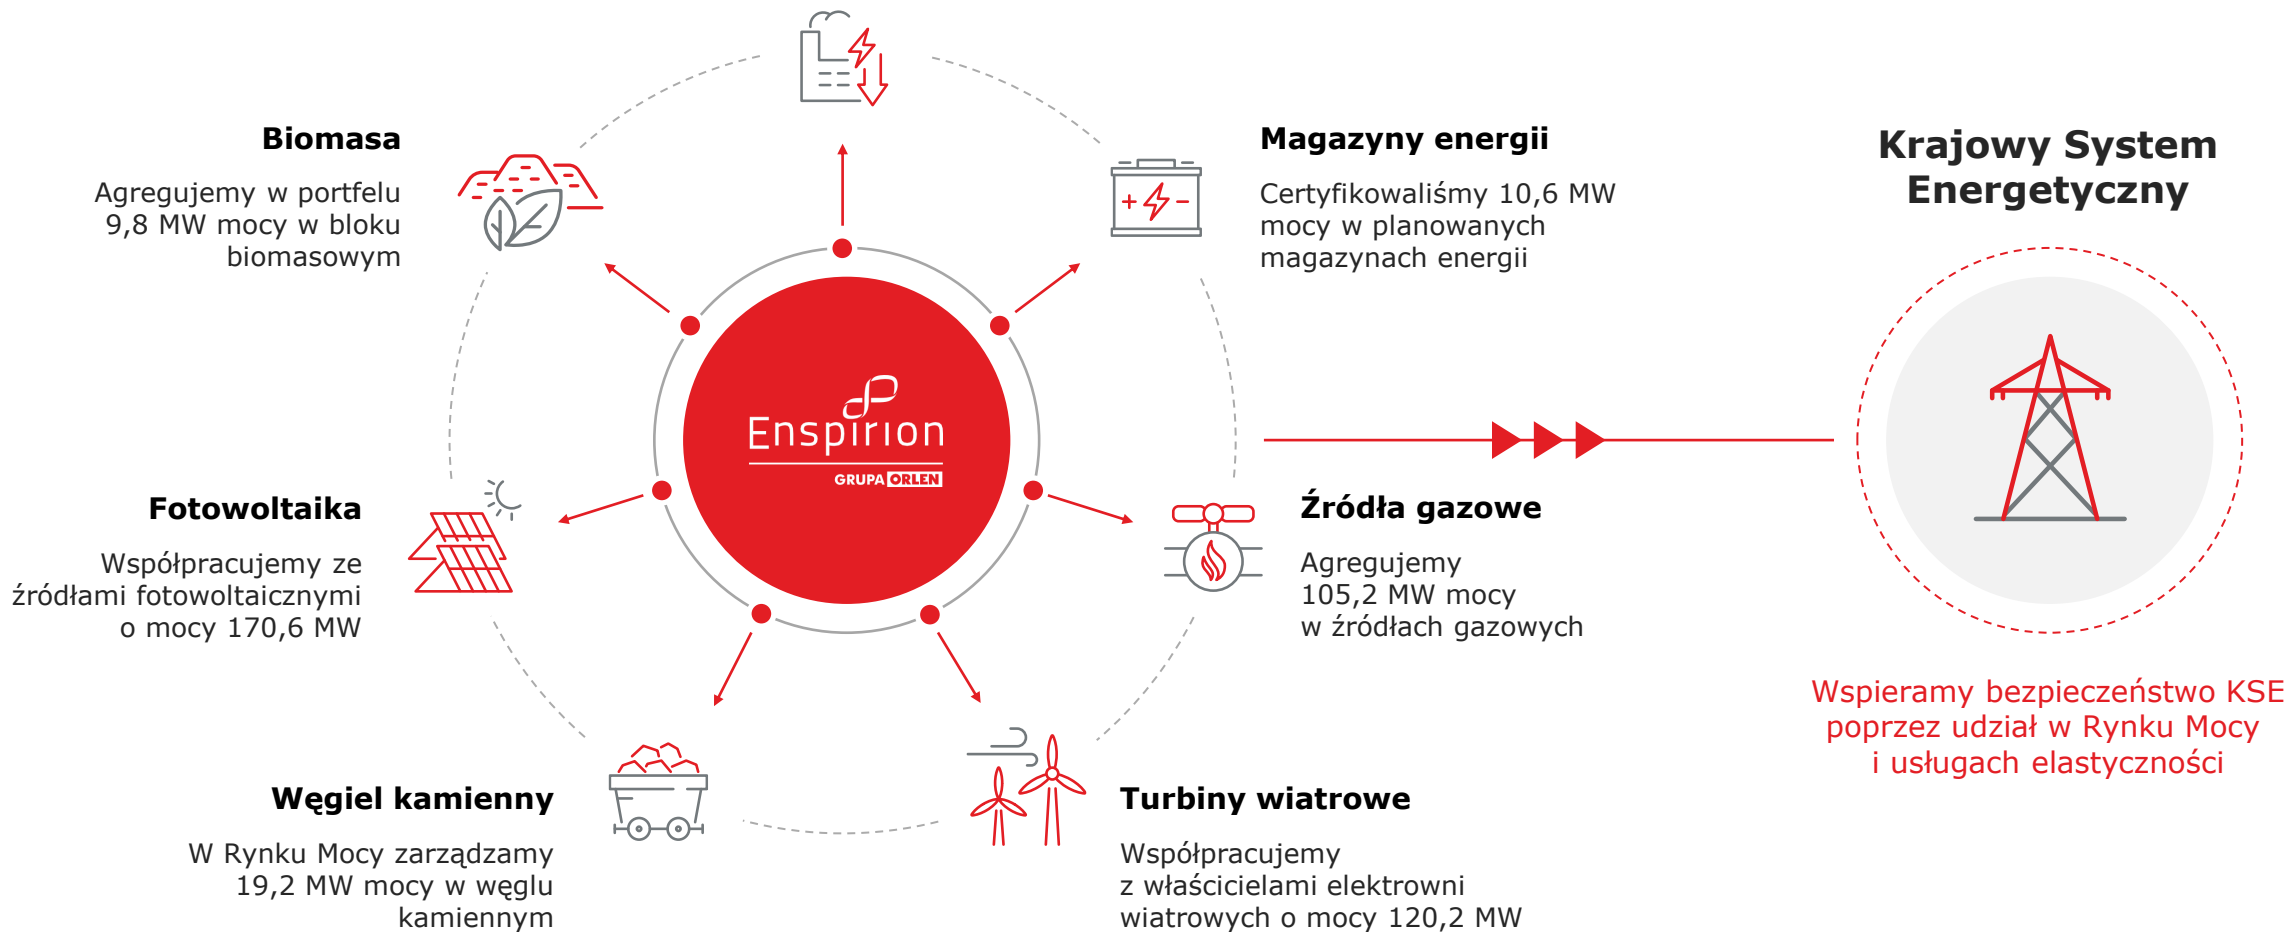 Biomasa
Agregujemy w portfelu
9,8 MW mocy w bloku
biomasowym
Magazyny energii
Certyfikowaliśmy 10,6 MW
mocy w planowanych
magazynach energii
Krajowy System
Energetyczny
Enspirion
GRUPA ORLEN
Fotowoltaika
Współpracujemy ze
źródłami fotowoltaicznymi
o mocy 170,6 MW
Źródła gazowe
Agregujemy
105,2 MW mocy
w źródłach gazowych
Wspieramy bezpieczeństwo KSE
poprzez udział w Rynku Mocy
i usługach elastyczności
Węgiel kamienny
W Rynku Mocy zarządzamy
19,2 MW mocy w węglu
kamiennym
Turbiny wiatrowe
Współpracujemy
z właścicielami elektrowni
wiatrowych o mocy 120,2 MW